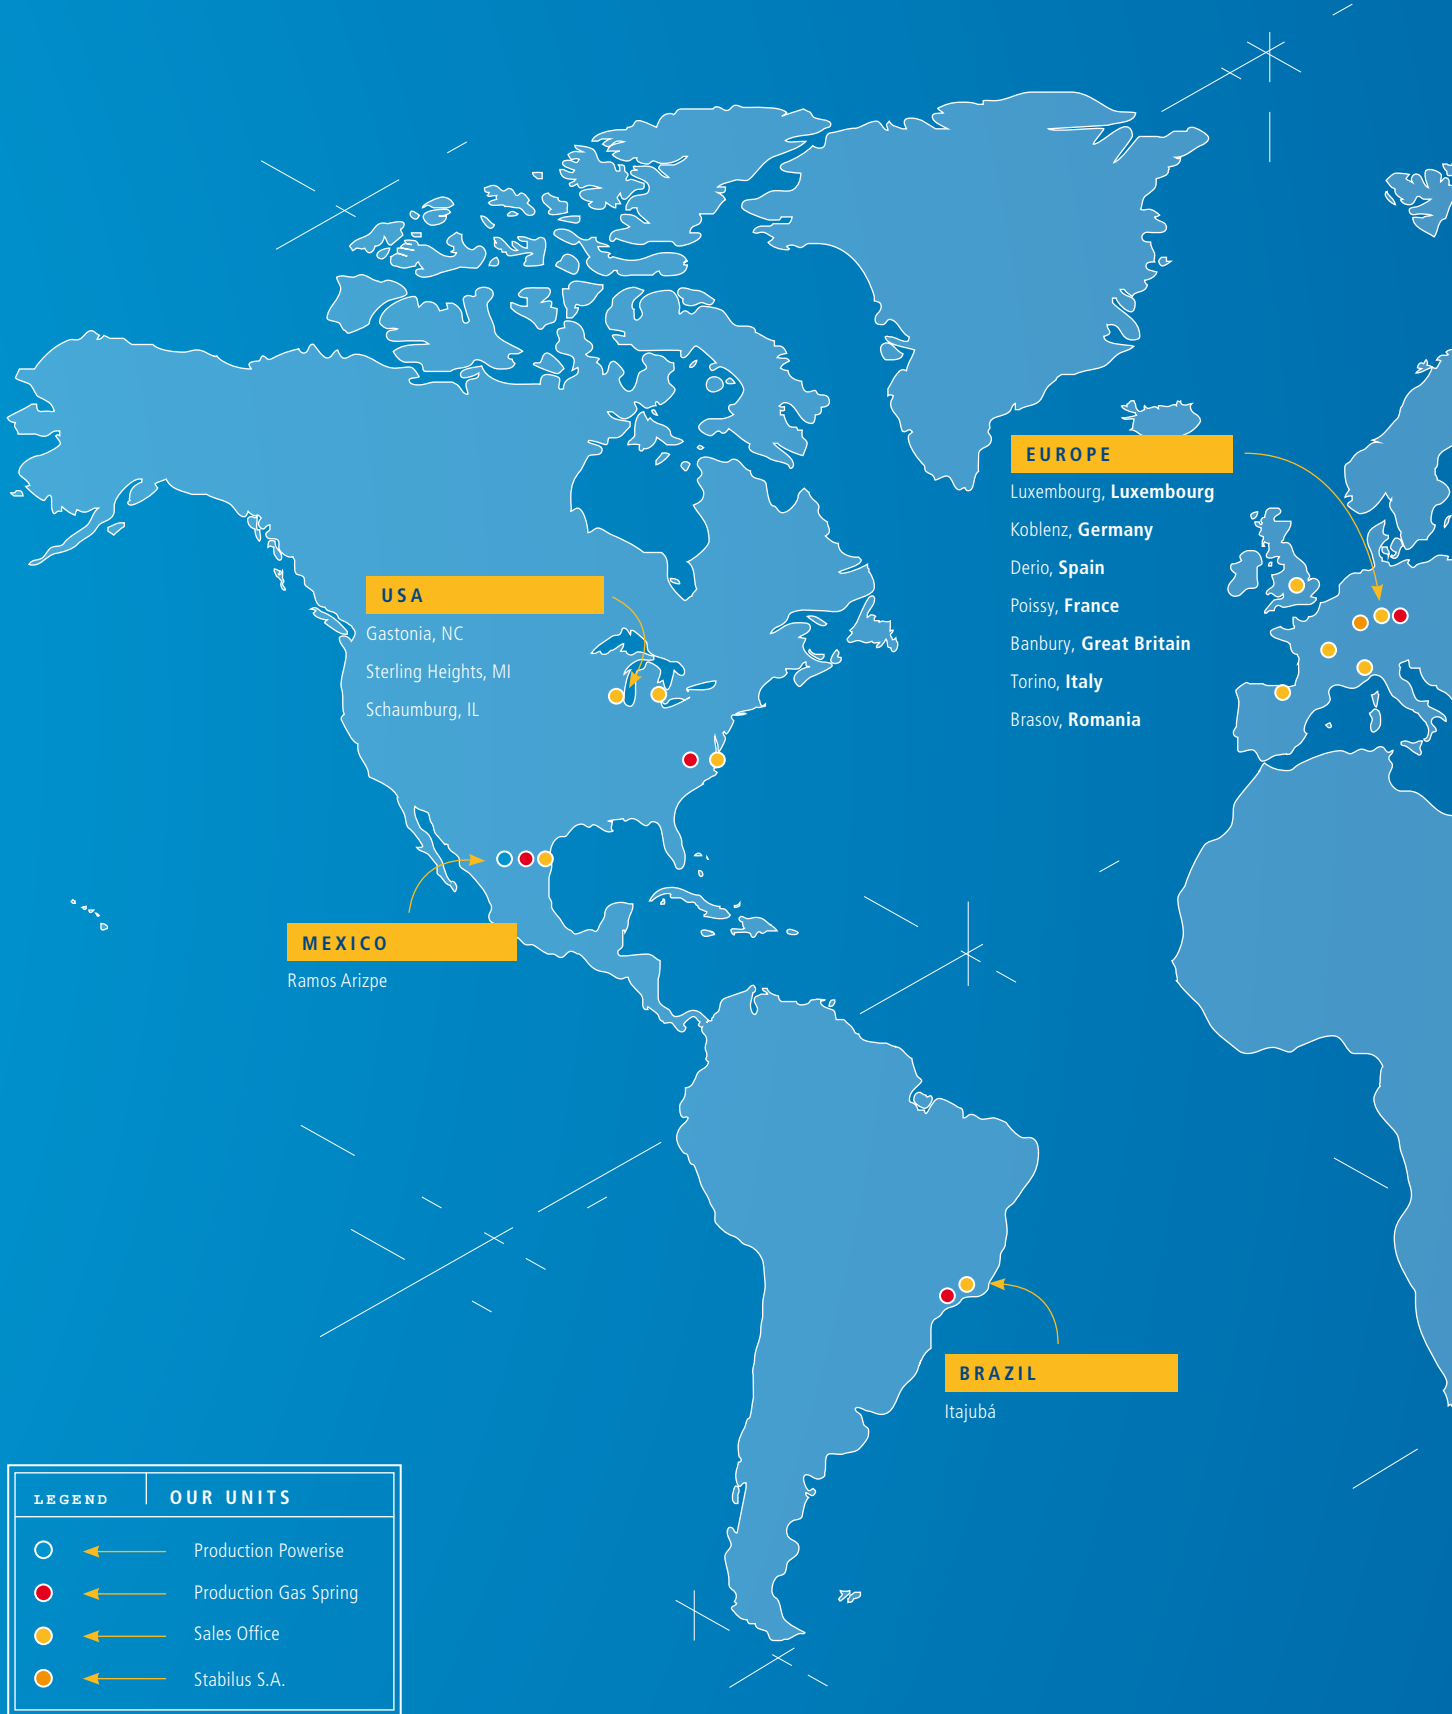 EUROPE
Luxembourg, Luxembourg
Koblenz, Germany
Derio, Spain
Poissy, France
Banbury, Great Britain
Torino, Italy
Brasov, Romania
USA
Gastonia, NC
Sterling Heights, MI
Schaumburg, IL
MEXICO
Ramos Arizpe
BRAZIL
Itajubá
LEGEND OUR UNITS
Production Powerise
Production Gas Spring
Sales Office
Stabilus S.A.